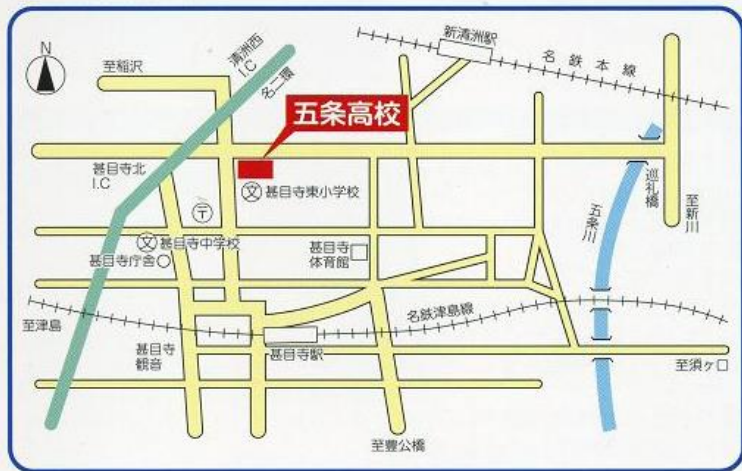 N
至稲沢
清洲西
I.C
名二環
新清洲駅
名鉄本線
五条高校
甚目寺北
I.C
文 甚目寺東小学校
〒
文 甚目寺中学校
甚目寺庁舎
甚目寺
体育館
五条川
巡礼橋
至新川
至津島
名鉄津島線
甚目寺
観音
甚目寺駅
至須ヶ口
至豊公橋